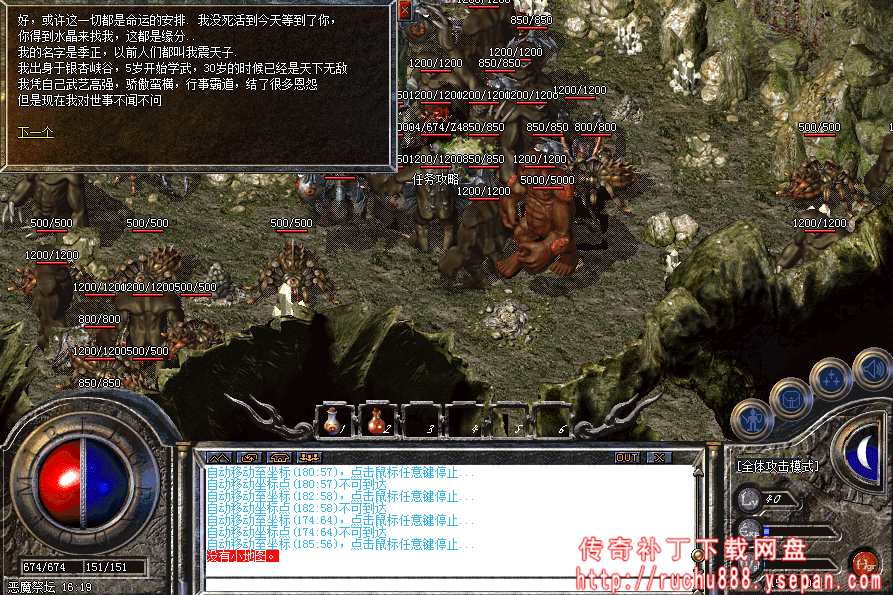 好，或许这一切都是命运的安排．我没死活到今天等到了你，
你得到水晶来找我，这都是缘分．．
我的名字是季正，以前人们都叫我震天子．
我出身于银杏峡谷，5岁开始学武，30岁的时候已经是天下无敌
我凭自己武艺高强，骄傲蛮横，行事霸道，结了很多恩怨
但是现在我对世事不闻不问
下一个
850/850
1200/1200
1200/1200 850/850
1200/1200
800/800
850/850 800/800
500/500
1200/1200
任务攻略
5000/5000
1200/1200
1200/1200
500/500 500/500 500/500
1200/1200
500/500
800/800
1200/1200 500/500
850/850
1 2 3 4 5 6
OUT
自动移动至坐标(180:57)，点击鼠标任意键停止...
自动移动坐标点(180:57)不可到达
自动移动至坐标(182:58)，点击鼠标任意键停止...
自动移动坐标点(182:58)不可到达
自动移动至坐标(174:64)，点击鼠标任意键停止...
自动移动坐标点(174:64)不可到达
自动移动至坐标(185:56)，点击鼠标任意键停止...
没有小地图。
[全体攻击模式]
Lv 40
Exp
Hgr
674/674 151/151
恶魔祭坛 16:19
传奇补丁下载网盘
http://ruchu888.ysepan.com